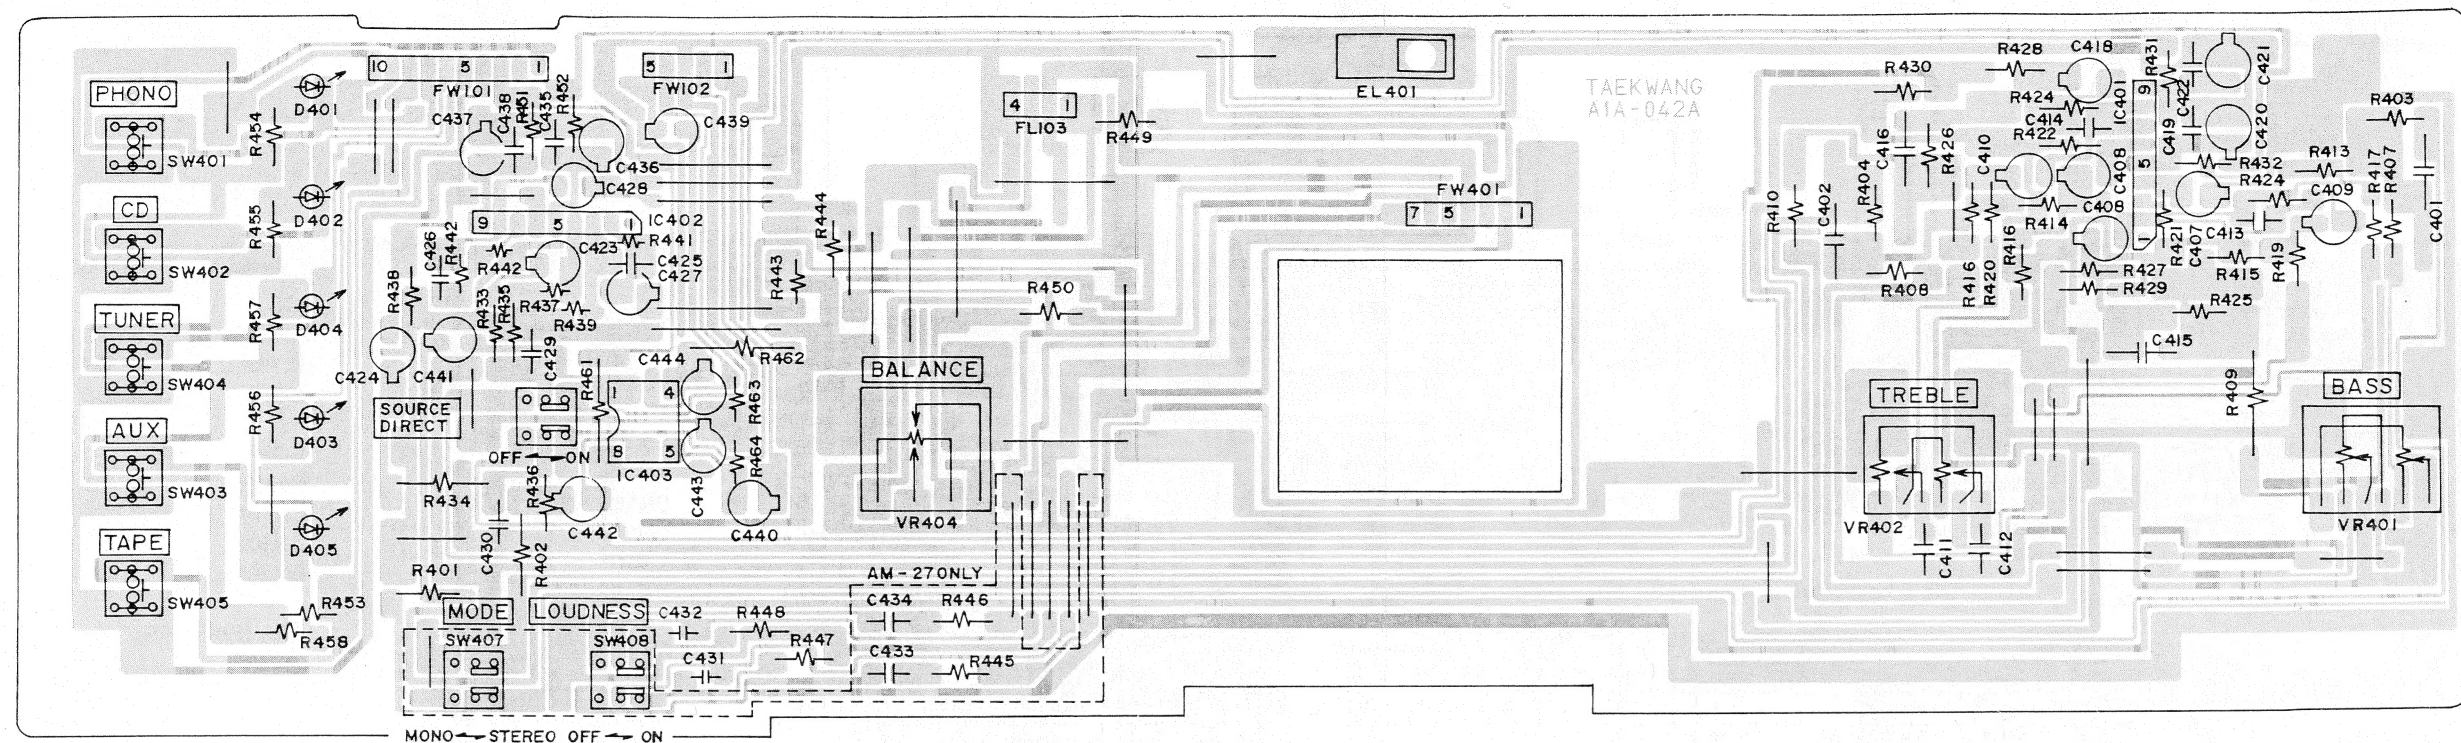 PHONO
SW401
CD
SW402
TUNER
SW404
AUX
SW403
TAPE
SW405
R454
R455
R457
R456
D401
D402
D404
D403
D405
R453
R458
10 5 1
FW101
5 1
FW102
C437
C438
R451
C435
R452
C436
C428
C439
9 5 1
IC402
C426
R442
R442
C423
R441
C425
C427
R438
R433
R435
R437
R439
C429
C424
C441
SOURCE
DIRECT
OFF ON
R461
1 4
8 5
IC403
C444
R462
R463
R464
C443
C440
R434
R436
C442
C430
R402
R401
MODE
LOUDNESS
SW407
SW408
MONO STEREO OFF ON
C432
R448
C431
R447
AM-27 ONLY
C434
R446
C433
R445
R443
R444
BALANCE
VR404
4 1
FL103
R449
R450
EL401
FW401
7 5 1
TAEKWANG
A1A-042A
R430
R428
C418
R431
C422
C421
R424
C414
R422
IC401
9 5 1
C419
C420
R403
C416
R426
C410
R404
C402
R410
C408
R432
R424
R413
C409
R417
R407
C401
R408
R414
C408
R416
R420
R416
R421
C407
C413
R415
R419
R427
R429
R425
C415
R409
TREBLE
VR402
C411
C412
BASS
VR401